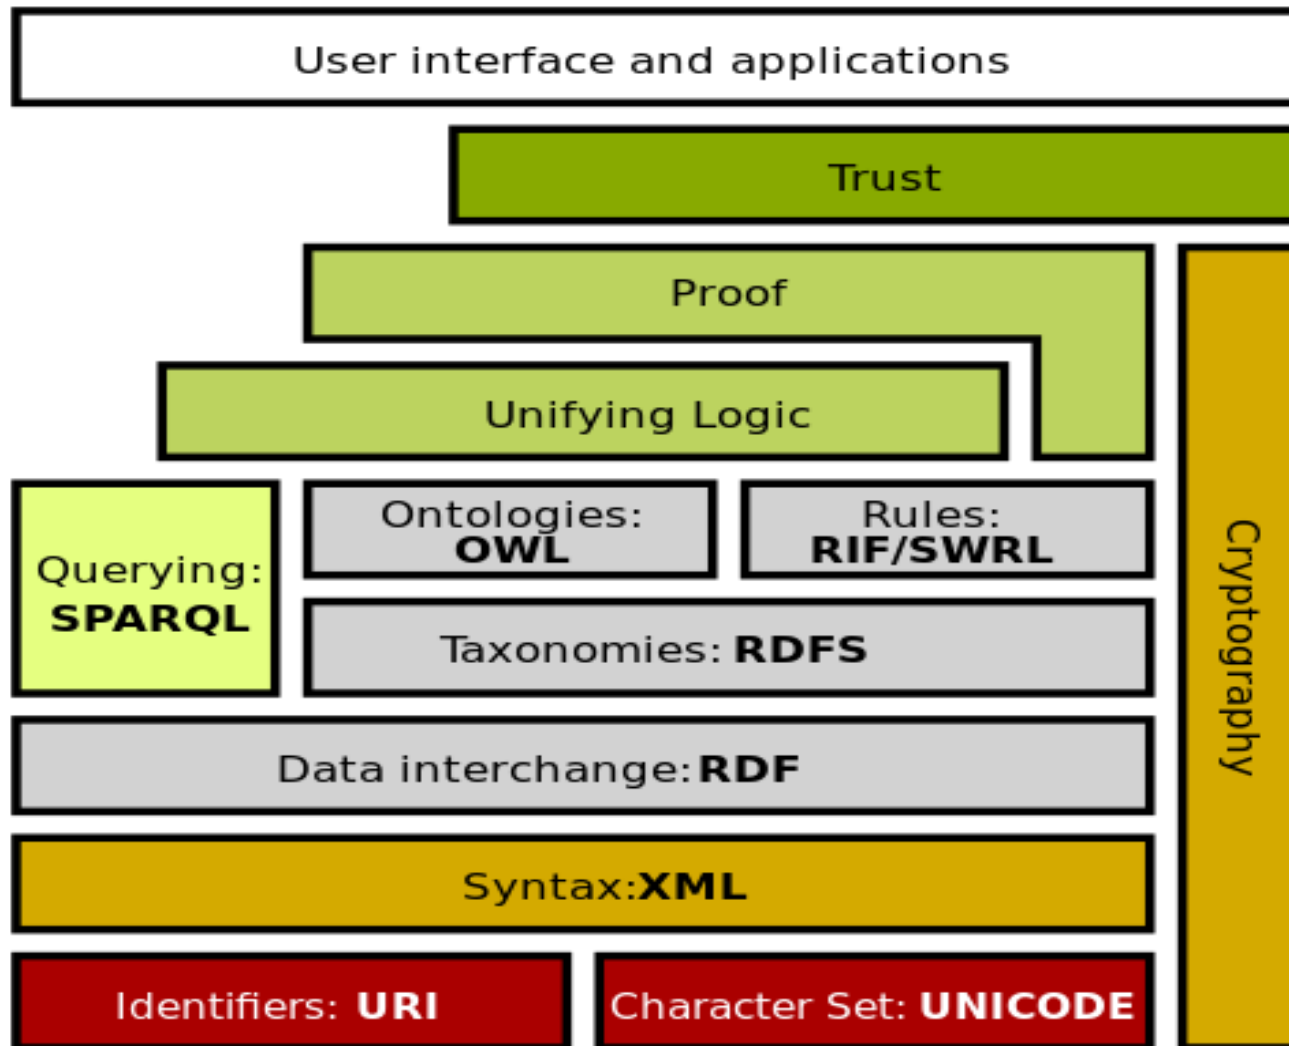 User interface and applications
Trust
Proof
Unifying Logic
Querying:
SPARQL
Ontologies:
OWL
Rules:
RIF/SWRL
Taxonomies: RDFS
Cryptography
Data interchange: RDF
Syntax:XML
Identifiers: URI
Character Set: UNICODE